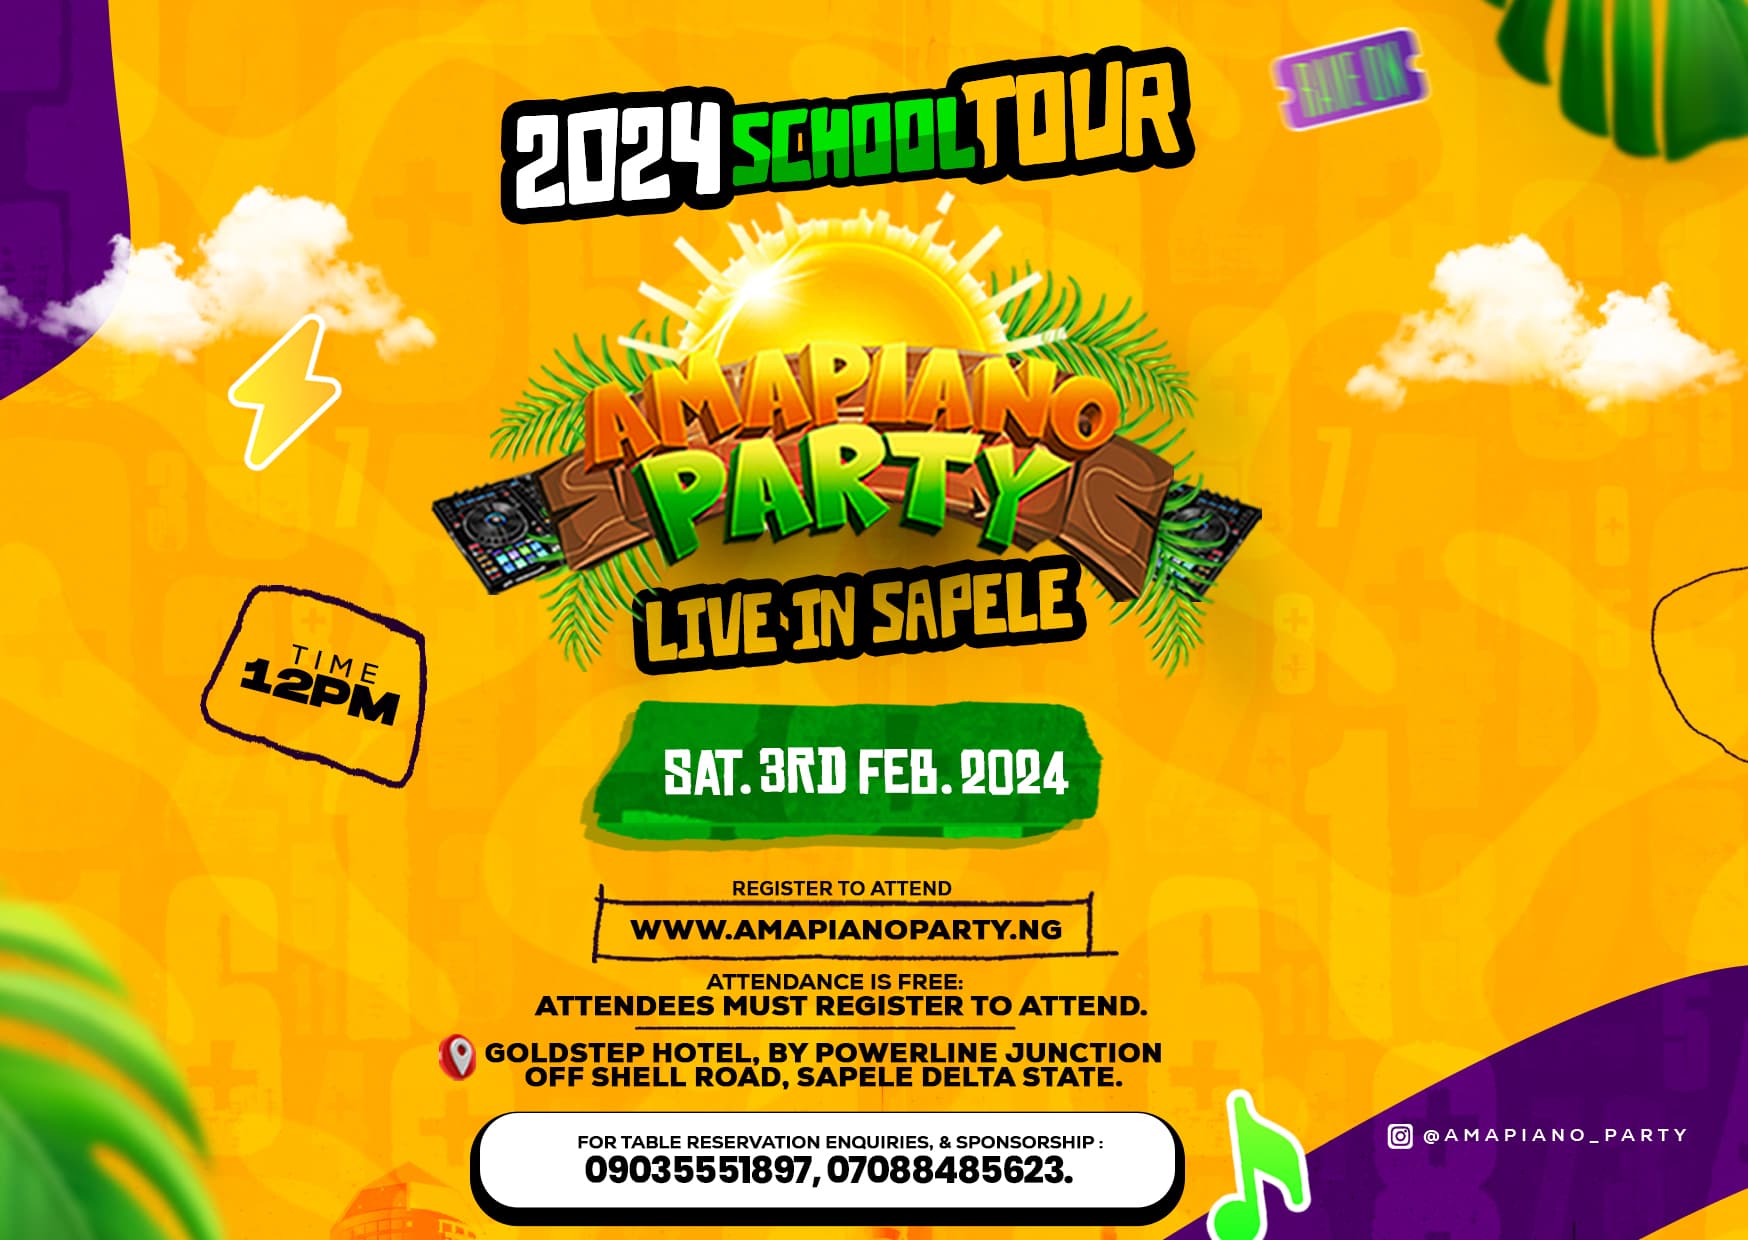 2024 SCHOOL TOUR
AMAPIANO
PARTY
LIVE IN SAPELE
TIME
12PM
SAT. 3RD FEB. 2024
REGISTER TO ATTEND
WWW.AMAPIANOPARTY.NG
ATTENDANCE IS FREE:
ATTENDEES MUST REGISTER TO ATTEND.
GOLDSTEP HOTEL, BY POWERLINE JUNCTION
OFF SHELL ROAD, SAPELE DELTA STATE.
FOR TABLE RESERVATION ENQUIRIES, & SPONSORSHIP :
09035551897, 07088485623.
@AMAPIANO_PARTY